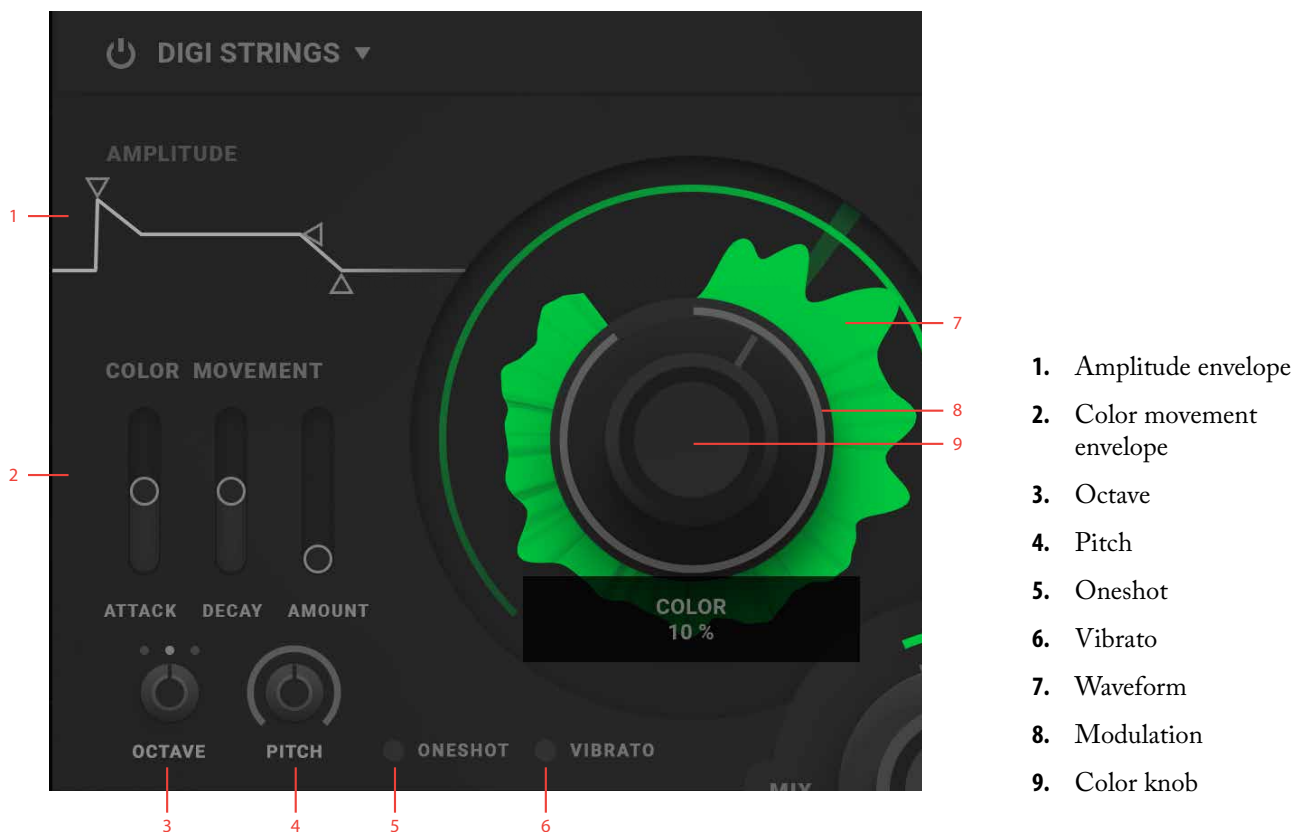 DIGI STRINGS
AMPLITUDE
1
COLOR MOVEMENT
2
ATTACK DECAY AMOUNT
OCTAVE PITCH
ONESHOT VIBRATO
3 4 5 6
7
8
9
COLOR
10 %
MIX
1. Amplitude envelope
2. Color movement
envelope
3. Octave
4. Pitch
5. Oneshot
6. Vibrato
7. Waveform
8. Modulation
9. Color knob